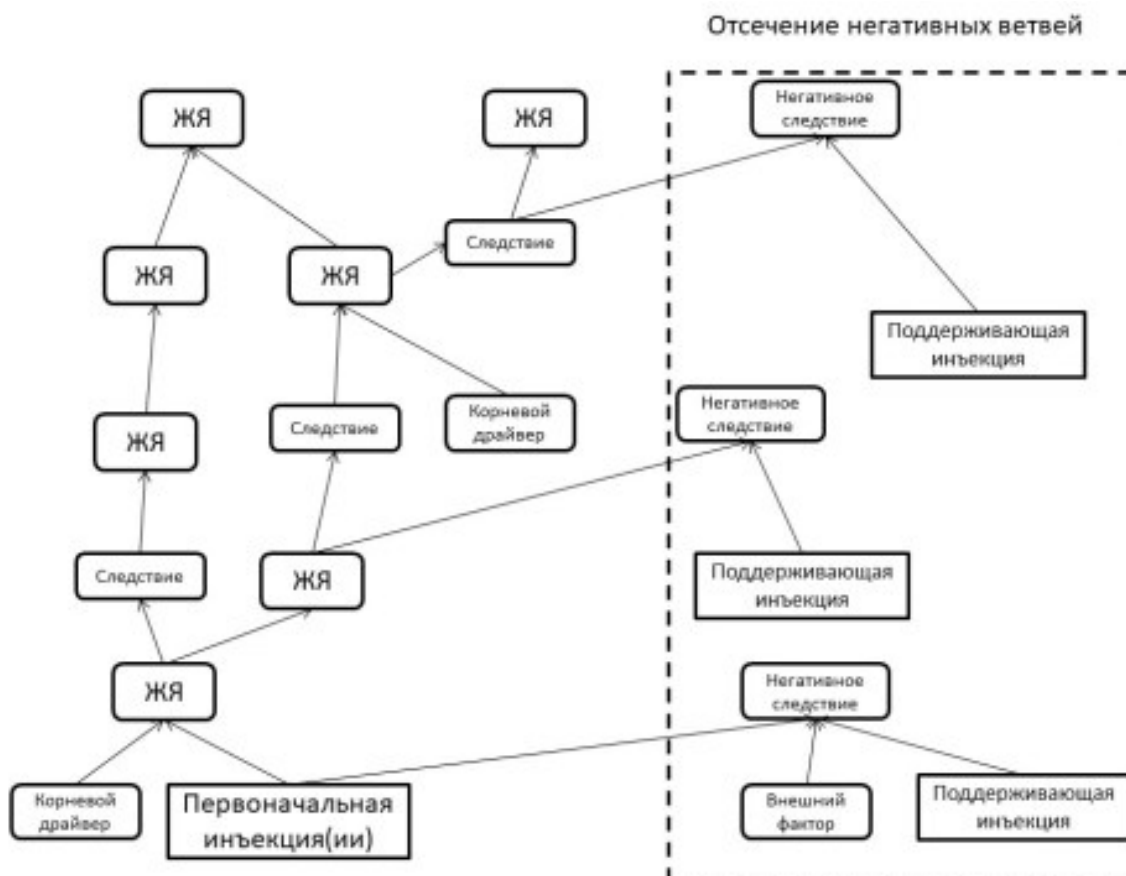 Отсечение негативных ветвей
ЖЯ
ЖЯ
Негативное
следствие
Следствие
ЖЯ
ЖЯ
Поддерживающая
инъекция
Негативное
следствие
Корневой
драйвер
Следствие
ЖЯ
Следствие
ЖЯ
Поддерживающая
инъекция
ЖЯ
Негативное
следствие
Корневой
драйвер
Первоначальная
инъекция(ии)
Внешний
фактор
Поддерживающая
инъекция